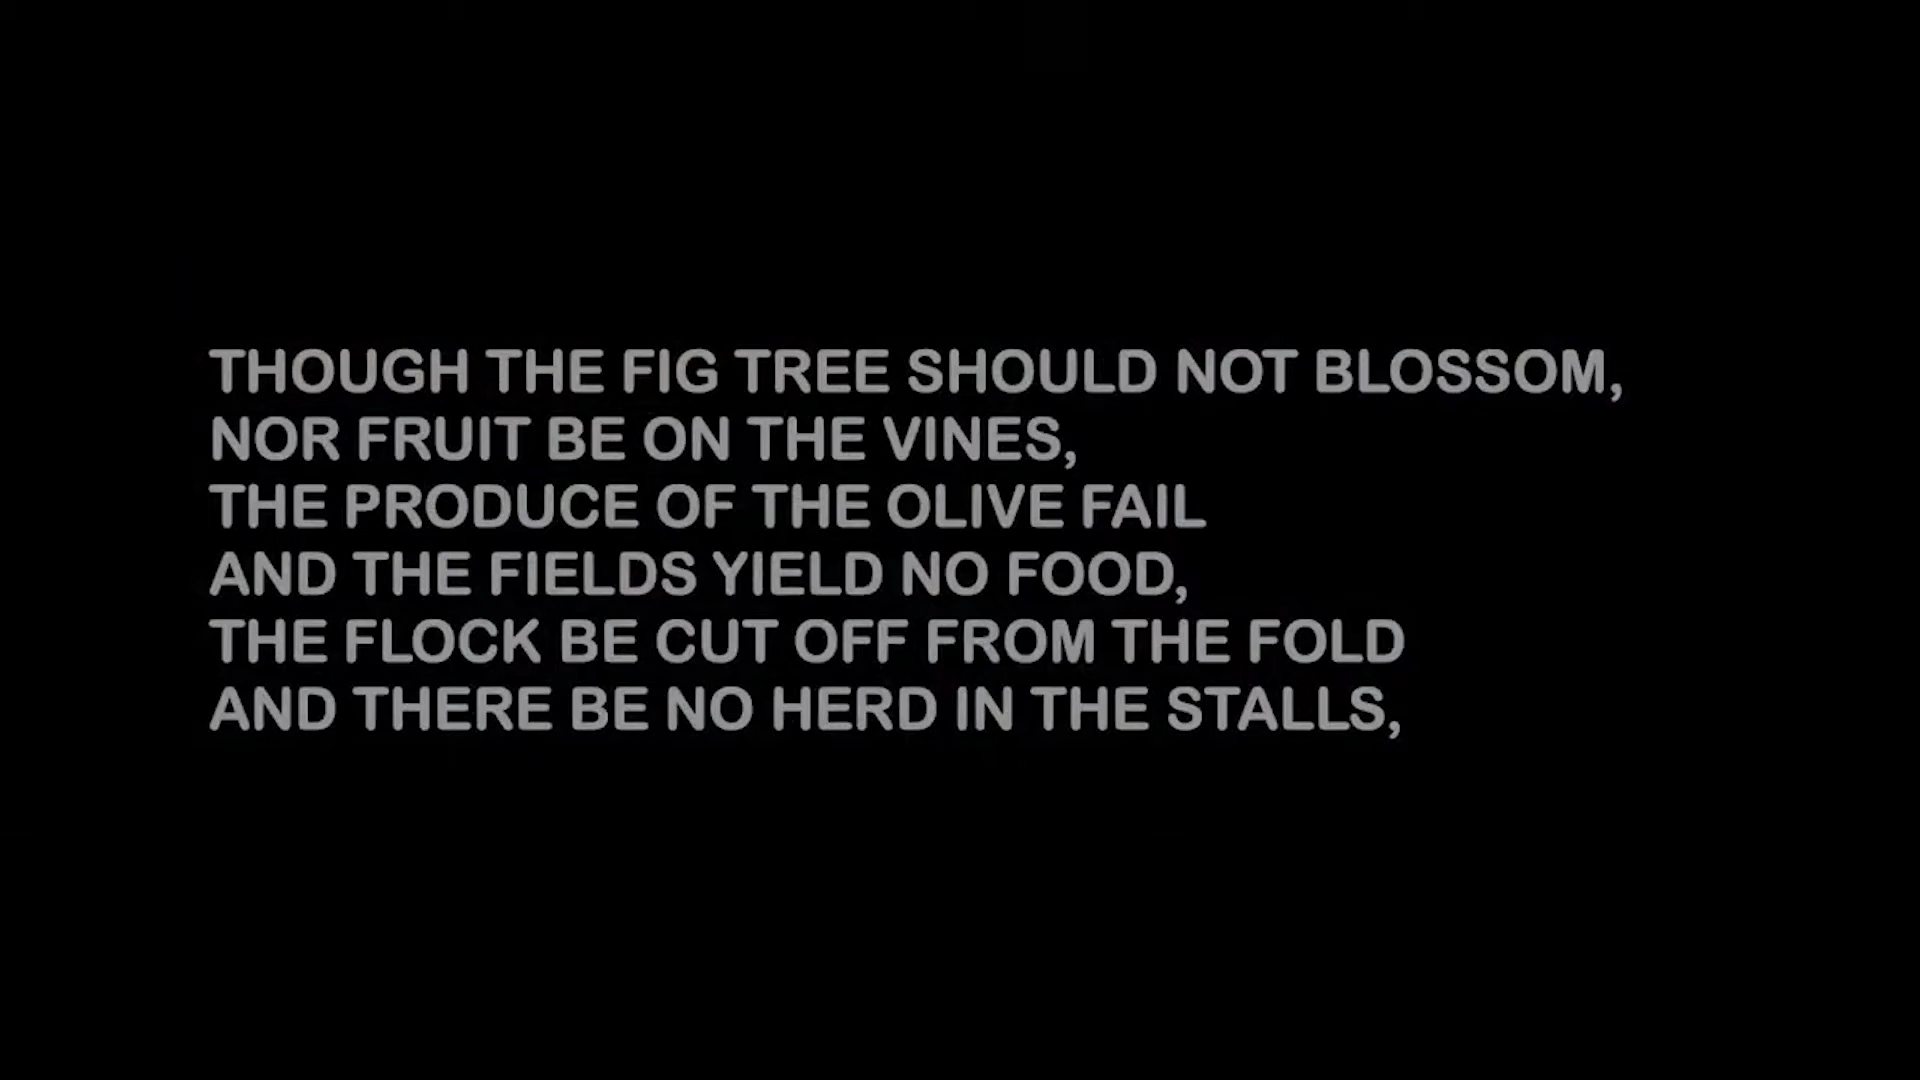 THOUGH THE FIG TREE SHOULD NOT BLOSSOM,
NOR FRUIT BE ON THE VINES,
THE PRODUCE OF THE OLIVE FAIL
AND THE FIELDS YIELD NO FOOD,
THE FLOCK BE CUT OFF FROM THE FOLD
AND THERE BE NO HERD IN THE STALLS,